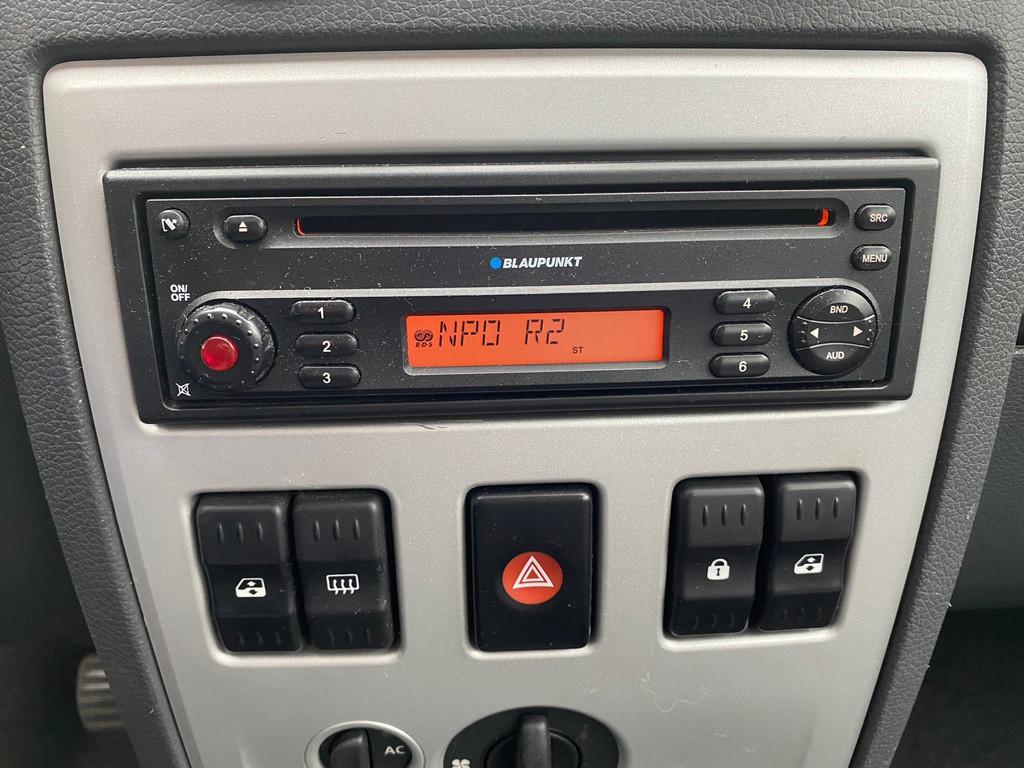 SRC
BLAUPUNKT
MENU
ON/
OFF
1
2
3
RDS
NPO R2
ST
4
5
6
BND
AUD
AC